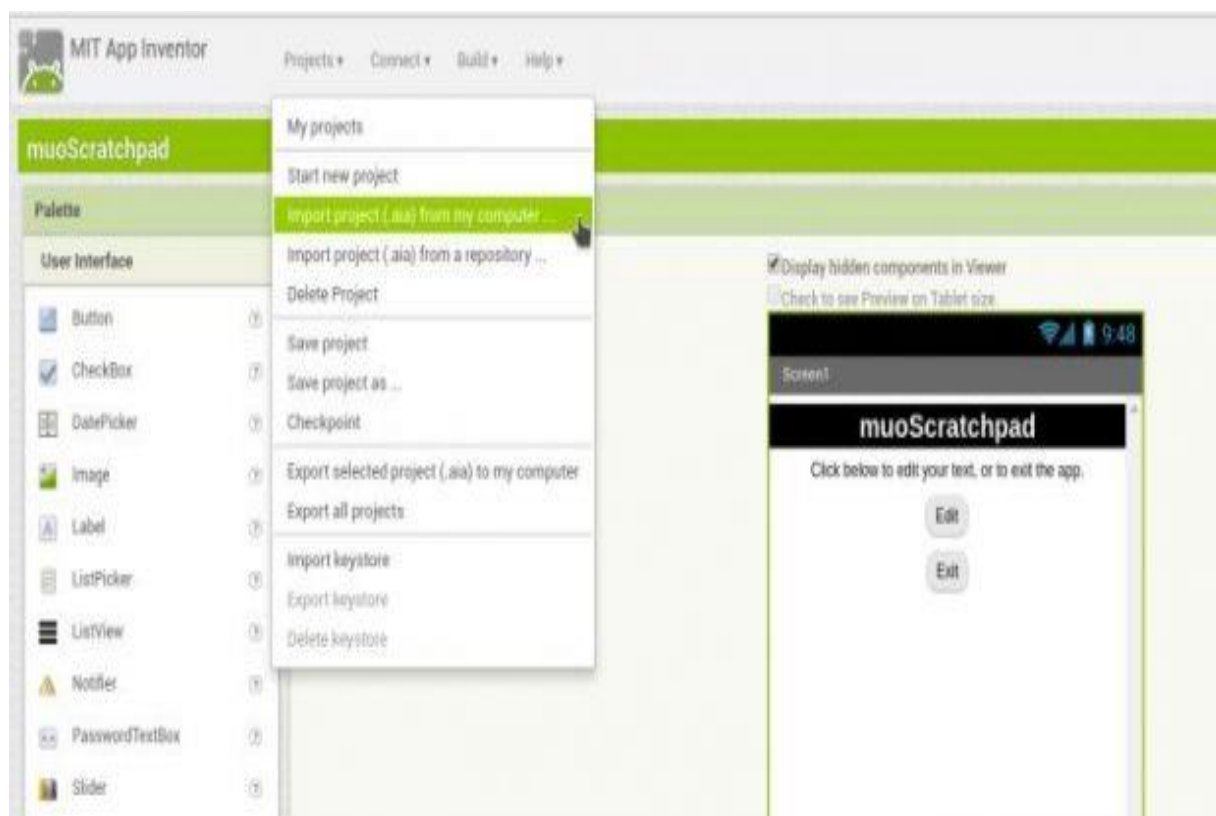 MIT App Inventor
Projects ▾ Connect ▾ Build ▾ Help ▾
muoScratchpad
My projects
Start new project
Import project (.aia) from my computer ...
Import project (.aia) from a repository ...
Delete Project
Save project
Save project as ...
Checkpoint
Export selected project (.aia) to my computer
Export all projects
Import keystore
Export keystore
Delete keystore
Palette
User Interface
Button
CheckBox
DatePicker
Image
Label
ListPicker
ListView
Notifier
PasswordTextBox
Slider
Display hidden components in Viewer
Check to see Preview on Tablet size.
9:48
Screen1
muoScratchpad
Click below to edit your text, or to exit the app.
Edit
Exit